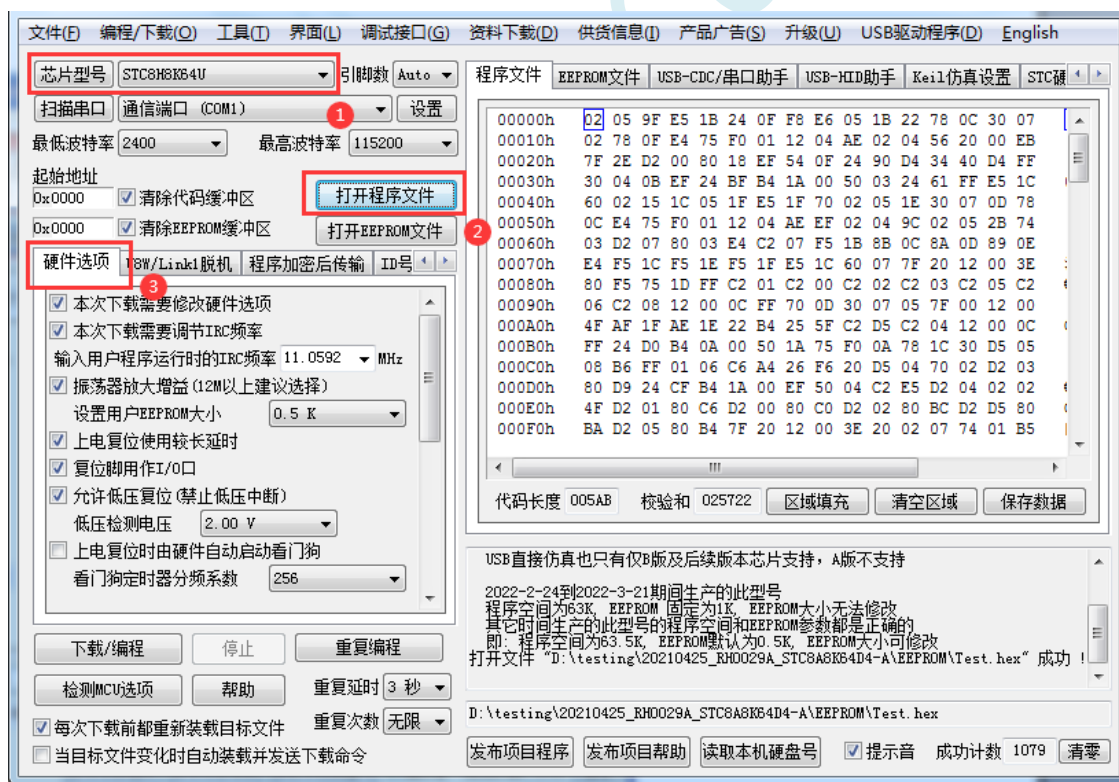 文件(F) 编程/下载(O) 工具(T) 界面(L) 调试接口(G) 资料下载(D) 供货信息(I) 产品广告(S) 升级(U) USB驱动程序(D) English
芯片型号 STC8H8K64U 引脚数 Auto
扫描串口 通信端口 (COM1) 设置
1
最低波特率 2400 最高波特率 115200
起始地址
0x0000 清除代码缓冲区 打开程序文件
0x0000 清除EEPROM缓冲区 打开EEPROM文件
2
硬件选项 U8W/Link1脱机 程序加密后传输 ID号
3
本次下载需要修改硬件选项
本次下载需要调节IRC频率
输入用户程序运行时的IRC频率 11.0592 MHz
振荡器放大增益(12M以上建议选择)
设置用户EEPROM大小 0.5 K
上电复位使用较长延时
复位脚用作I/O口
允许低压复位(禁止低压中断)
低压检测电压 2.00 V
上电复位时由硬件自动启动看门狗
看门狗定时器分频系数 256
下载/编程 停止 重复编程
检测MCU选项 帮助 重复延时 3 秒
每次下载前都重新装载目标文件 重复次数 无限
当目标文件变化时自动装载并发送下载命令
程序文件 EEPROM文件 USB-CDC/串口助手 USB-HID助手 Keil仿真设置 STC硬
00000h 02 05 9F E5 1B 24 0F F8 E6 05 1B 22 78 0C 30 07
00010h 02 78 0F E4 75 F0 01 12 04 AE 02 04 56 20 00 EB
00020h 7F 2E D2 00 80 18 EF 54 0F 24 90 D4 34 40 D4 FF
00030h 30 04 0B EF 24 BF B4 1A 00 50 03 24 61 FF E5 1C
00040h 60 02 15 1C 05 1F E5 1F 70 02 05 1E 30 07 0D 78
00050h 0C E4 75 F0 01 12 04 AE EF 02 04 9C 02 05 2B 74
00060h 03 D2 07 80 03 E4 C2 07 F5 1B 8B 0C 8A 0D 89 0E
00070h E4 F5 1C F5 1E F5 1F E5 1C 60 07 7F 20 12 00 3E
00080h 80 F5 75 1D FF C2 01 C2 00 C2 02 C2 03 C2 05 C2
00090h 06 C2 08 12 00 0C FF 70 0D 30 07 05 7F 00 12 00
000A0h 4F AF 1F AE 1E 22 B4 25 5F C2 D5 C2 04 12 00 0C
000B0h FF 24 D0 B4 0A 00 50 1A 75 F0 0A 78 1C 30 D5 05
000C0h 08 B6 FF 01 06 C6 A4 26 F6 20 D5 04 70 02 D2 03
000D0h 80 D9 24 CF B4 1A 00 EF 50 04 C2 E5 D2 04 02 02
000E0h 4F D2 01 80 C6 D2 00 80 C0 D2 02 80 BC D2 D5 80
000F0h BA D2 05 80 B4 7F 20 12 00 3E 20 02 07 74 01 B5
代码长度 005AB 校验和 025722 区域填充 清空区域 保存数据
USB直接仿真也只有仅B版及后续版本芯片支持，A版不支持
2022-2-24到2022-3-21期间生产的此型号
程序空间为63K, EEPROM 固定为1K, EEPROM大小无法修改
其它时间生产的此型号的程序空间和EEPROM参数都是正确的
即: 程序空间为63.5K, EEPROM默认为0.5K, EEPROM大小可修改
打开文件 "D:\testing\20210425_RH0029A_STC8A8K64D4-A\EEPROM\Test.hex" 成功 !
D:\testing\20210425_RH0029A_STC8A8K64D4-A\EEPROM\Test.hex
发布项目程序 发布项目帮助 读取本机硬盘号 提示音 成功计数 1079 清零